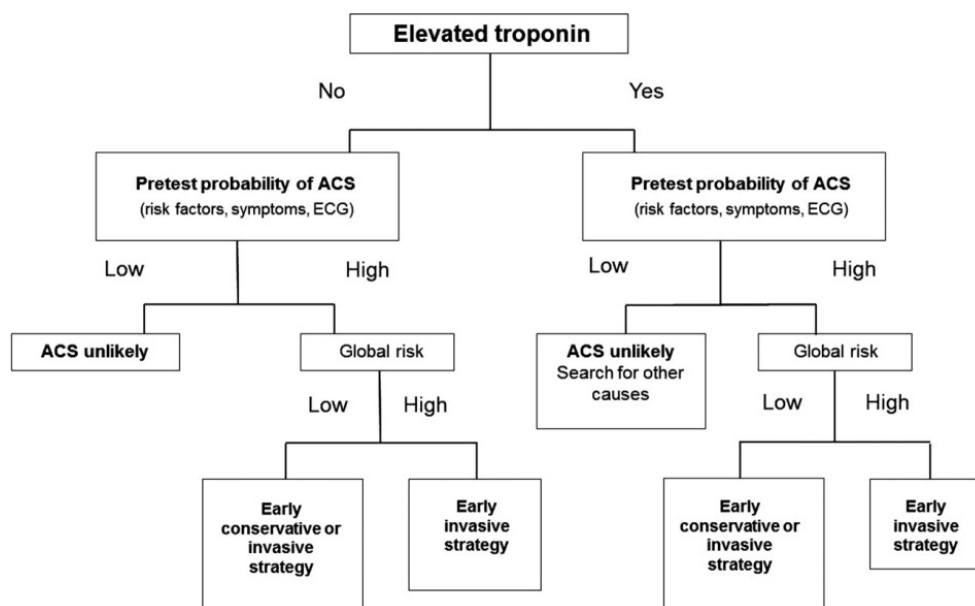 Elevated troponin
No
Yes
Pretest probability of ACS
(risk factors, symptoms, ECG)
Pretest probability of ACS
(risk factors, symptoms, ECG)
Low
High
Low
High
ACS unlikely
Global risk
ACS unlikely
Search for other
causes
Global risk
Low
High
Low
High
Early
conservative or
invasive
strategy
Early
invasive
strategy
Early
conservative or
invasive
strategy
Early
invasive
strategy